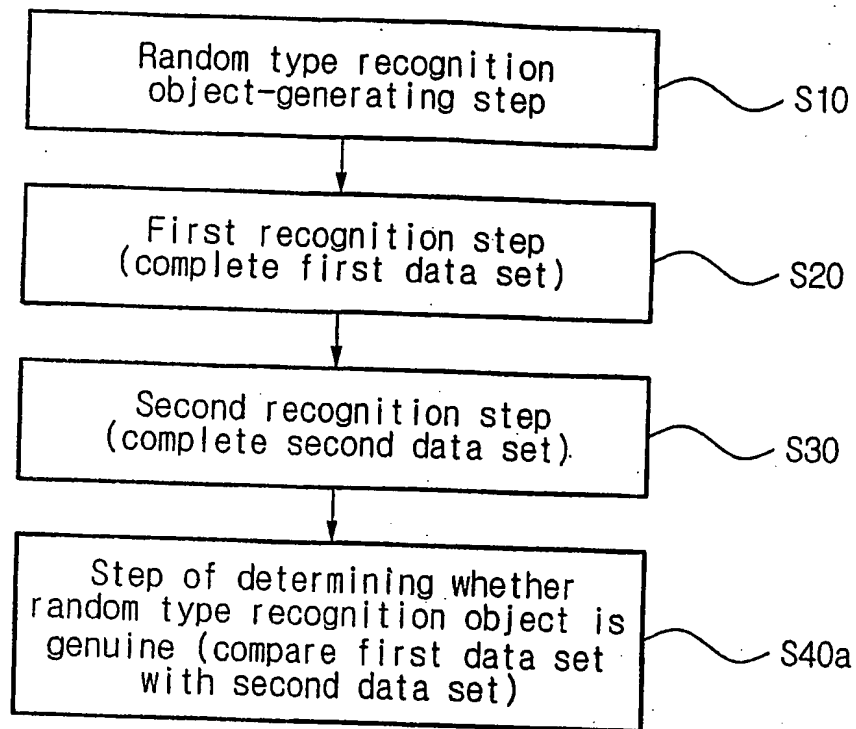 Random type recognition
object-generating step
S10
First recognition step
(complete first data set)
S20
Second recognition step
(complete second data set)
S30
Step of determining whether
random type recognition object is
genuine (compare first data set
with second data set)
S40a